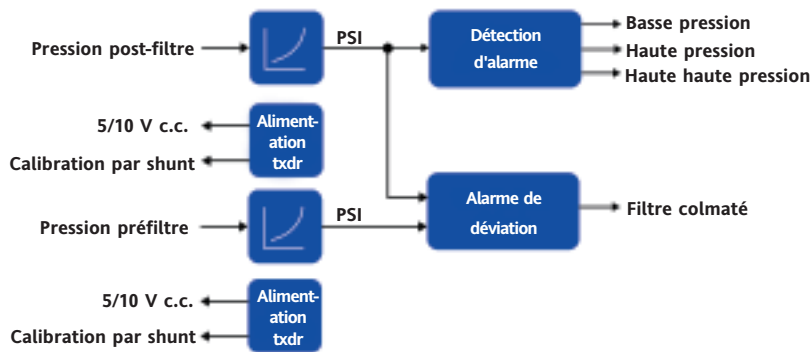 Pression post-filtre
PSI
Détection
d'alarme
Basse pression
Haute pression
Haute haute pression
5/10 V c.c.
Calibration par shunt
Aliment-
ation
txdr
Pression préfiltre
PSI
Alarme de
déviation
Filtre colmaté
5/10 V c.c.
Calibration par shunt
Aliment-
ation
txdr